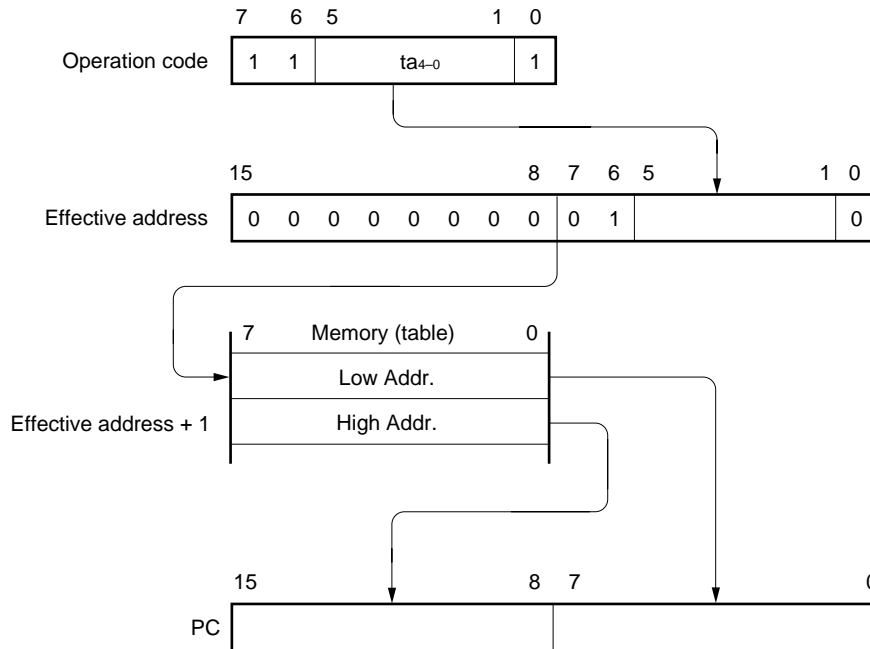 7 6 5 1 0
Operation code 1 1 ta4–0 1
15 8 7 6 5 1 0
Effective address 0 0 0 0 0 0 0 0 0 1 0
7 Memory (table) 0
Low Addr.
Effective address + 1 High Addr.
15 8 7 0
PC